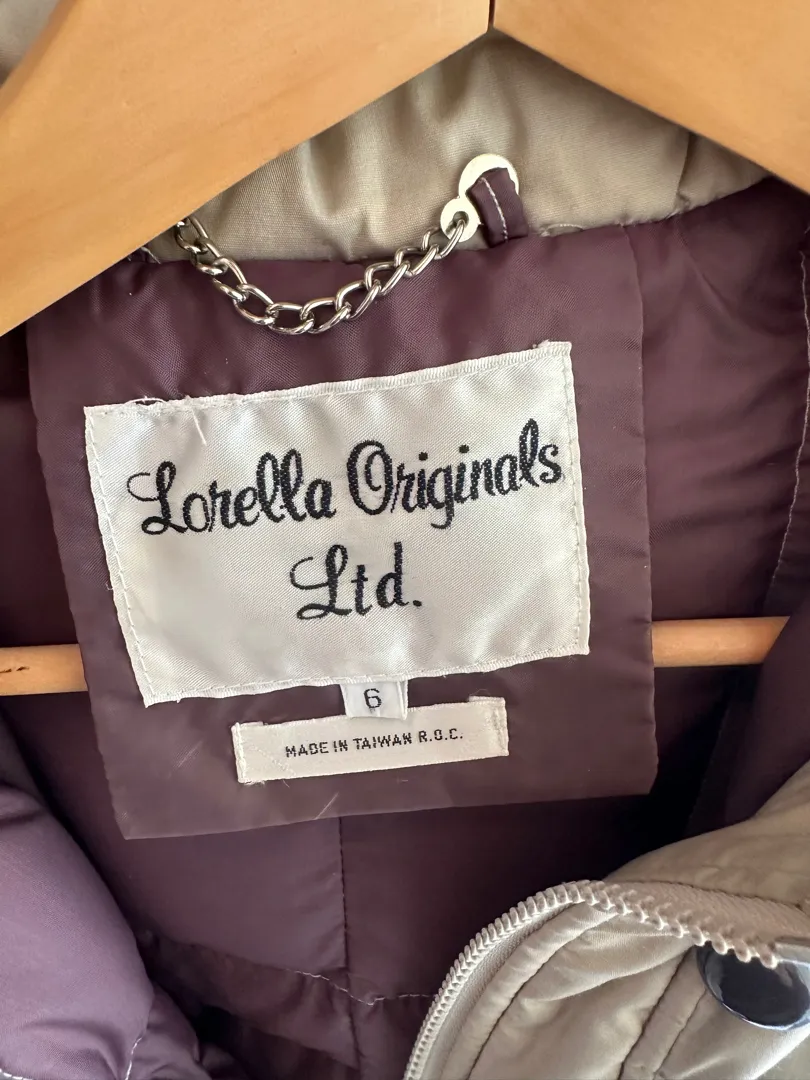 Lorella Originals
Ltd.
6
MADE IN TAIWAN R.O.C.